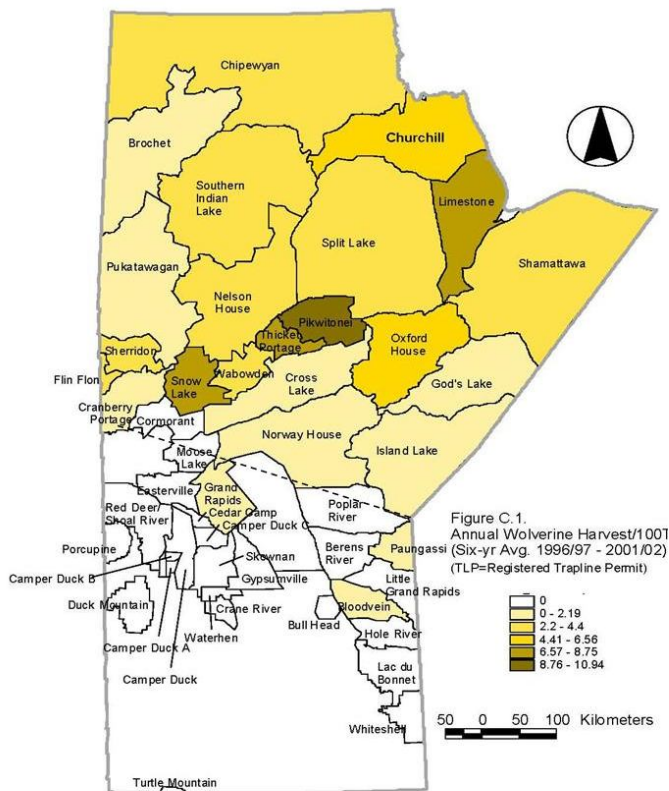 Chipewyan
Churchill
Brochet
Southern
Indian
Lake
Limestone
Split Lake
Shamattawa
Pukatawagan
Nelson
House
Pikwitonei
Thicket
Portage
Oxford
House
Sherridon
Snow
Lake
Wabowden
Cross
Lake
God's Lake
Flin Flon
Cranberry
Portage
Cormorant
Norway House
Island Lake
Moose
Lake
Easterville
Grand
Rapids
Cedar Camp
Camper Duck C
Red Deer/
Shoal River
Poplar
River
Porcupine
Skownan
Berens
River
Paungassi
Camper Duck B
Gypsumville
Little
Grand Rapids
Duck Mountain
Crane River
Bloodvein
Bull Head
Waterhen
Hole River
Camper Duck A
Camper Duck
Lac du
Bonnet
Whiteshell
Turtle Mountain
Figure C.1.
Annual Wolverine Harvest/100T
(Six-yr Avg. 1996/97 - 2001/02)
(TLP=Registered Trapline Permit)
0
0 - 2.19
2.2 - 4.4
4.41 - 6.56
6.57 - 8.75
8.76 - 10.94
50 0 50 100 Kilometers